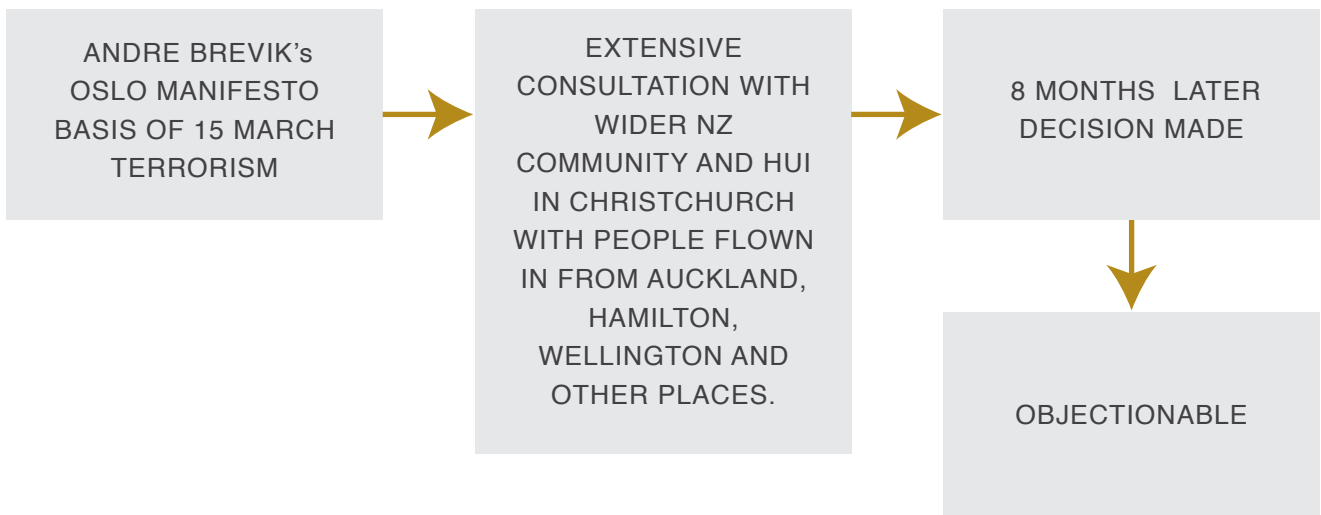 ANDRE BREVIK’s
OSLO MANIFESTO
BASIS OF 15 MARCH
TERRORISM
EXTENSIVE
CONSULTATION WITH
WIDER NZ
COMMUNITY AND HUI
IN CHRISTCHURCH
WITH PEOPLE FLOWN
IN FROM AUCKLAND,
HAMILTON,
WELLINGTON AND
OTHER PLACES.
8 MONTHS LATER
DECISION MADE
OBJECTIONABLE